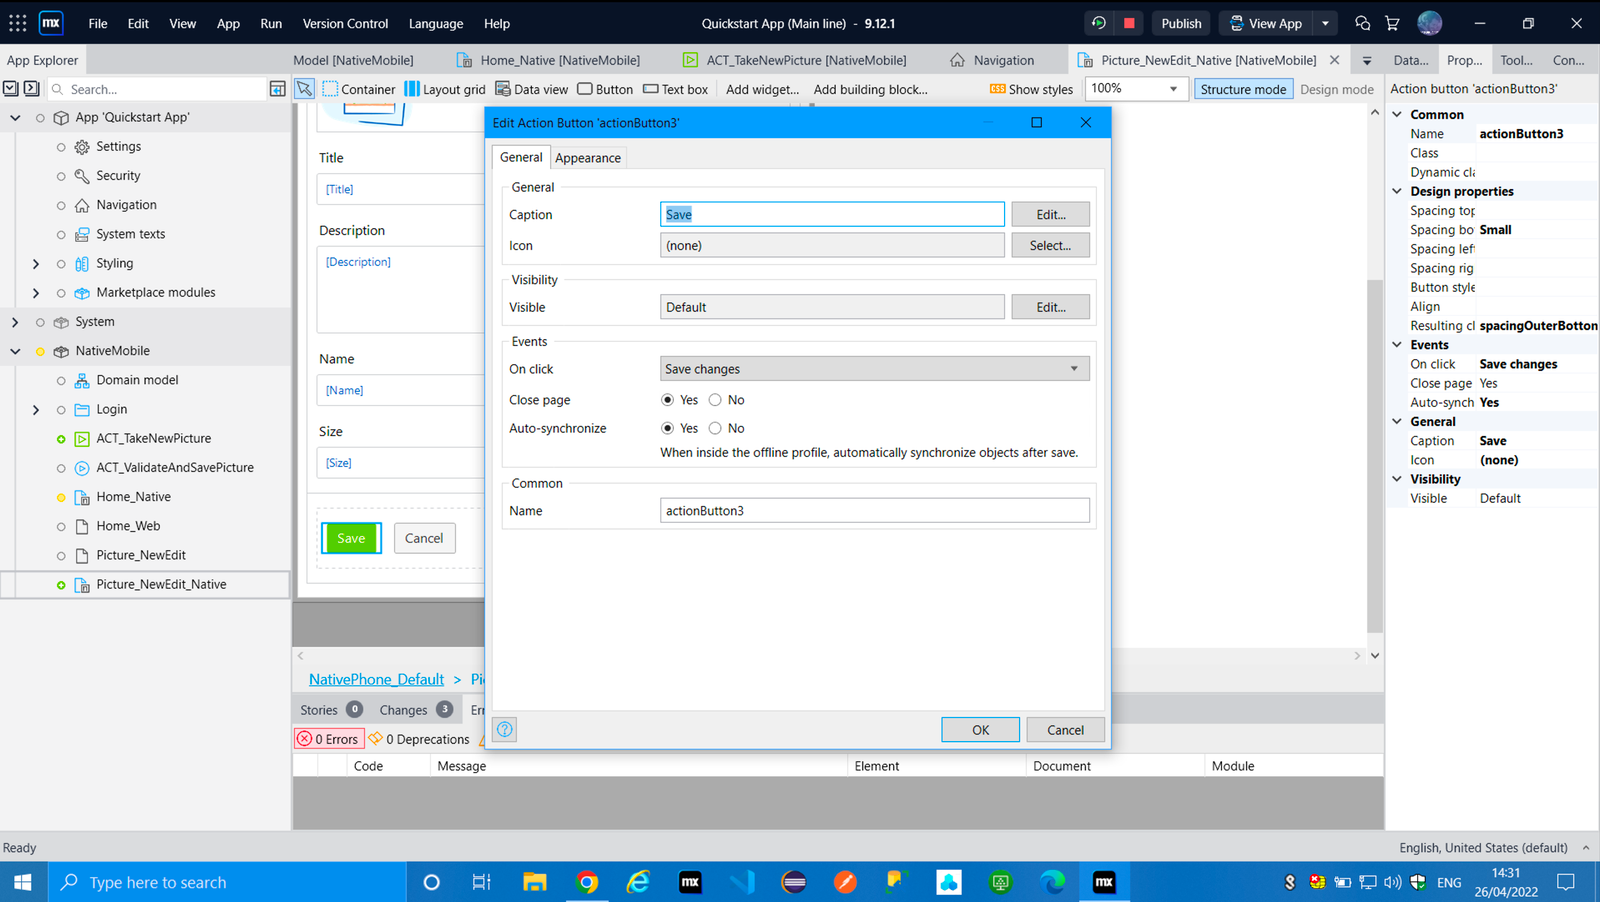 mx File Edit View App Run Version Control Language Help Quickstart App (Main line) - 9.12.1 Publish View App
App Explorer Model [NativeMobile] Home_Native [NativeMobile] ACT_TakeNewPicture [NativeMobile] Navigation Picture_NewEdit_Native [NativeMobile] Data... Prop... Tool... Con...
Search... Container Layout grid Data view Button Text box Add widget... Add building block... CSS Show styles 100% Structure mode Design mode Action button 'actionButton3'
App 'Quickstart App'
Settings
Security
Navigation
System texts
Styling
Marketplace modules
System
NativeMobile
Domain model
Login
ACT_TakeNewPicture
ACT_ValidateAndSavePicture
Home_Native
Home_Web
Picture_NewEdit
Picture_NewEdit_Native
Title
[Title]
Description
[Description]
Name
[Name]
Size
[Size]
Save Cancel
Edit Action Button 'actionButton3'
General Appearance
General
Caption Save Edit...
Icon (none) Select...
Visibility
Visible Default Edit...
Events
On click Save changes
Close page Yes No
Auto-synchronize Yes No
When inside the offline profile, automatically synchronize objects after save.
Common
Name actionButton3
? OK Cancel
Common
Name actionButton3
Class
Dynamic cla
Design properties
Spacing top
Spacing bo Small
Spacing left
Spacing rig
Button style
Align
Resulting cl spacingOuterBotton
Events
On click Save changes
Close page Yes
Auto-synch Yes
General
Caption Save
Icon (none)
Visibility
Visible Default
NativePhone_Default > Pi
Stories 0 Changes 3 Err
0 Errors 0 Deprecations
Code Message Element Document Module
Ready English, United States (default)
Type here to search mx mx ENG 14:31
26/04/2022